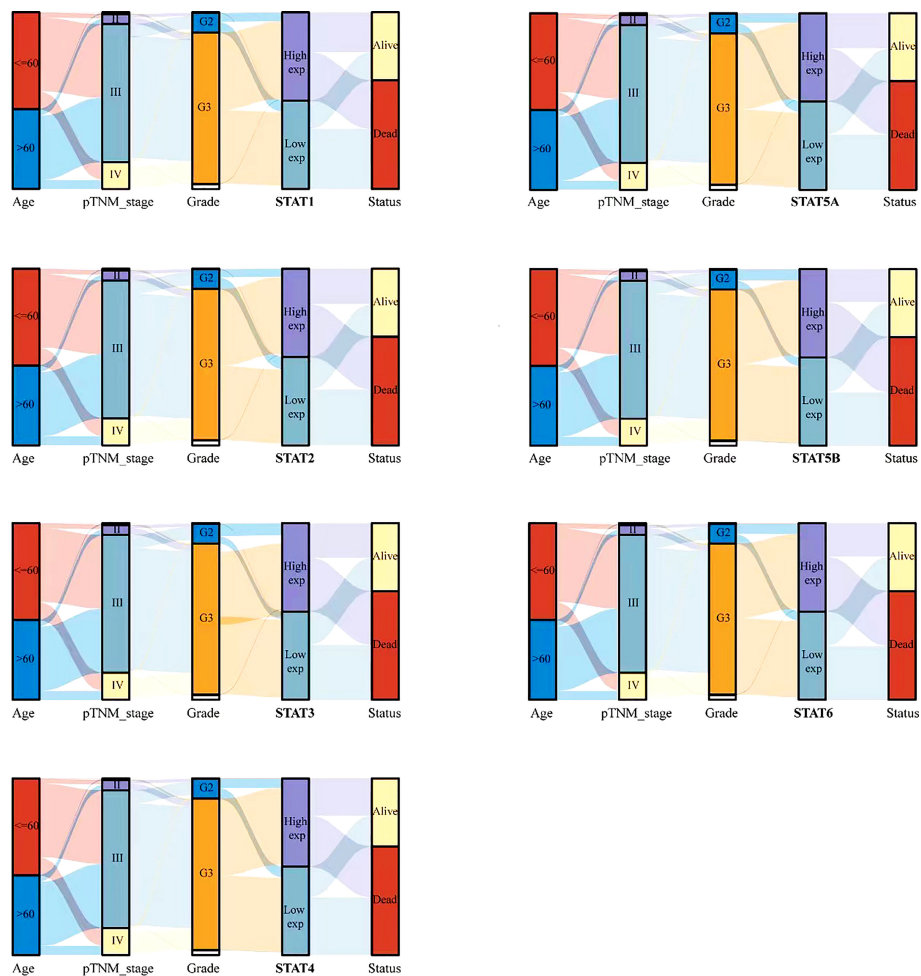 <=60
>60
II
III
IV
G2
G3
High
exp
Low
exp
Alive
Dead
Age
pTNM_stage
Grade
STAT1
Status
<=60
>60
II
III
IV
G2
G3
High
exp
Low
exp
Alive
Dead
Age
pTNM_stage
Grade
STAT5A
Status
<=60
>60
II
III
IV
G2
G3
High
exp
Low
exp
Alive
Dead
Age
pTNM_stage
Grade
STAT2
Status
<=60
>60
II
III
IV
G2
G3
High
exp
Low
exp
Alive
Dead
Age
pTNM_stage
Grade
STAT5B
Status
<=60
>60
II
III
IV
G2
G3
High
exp
Low
exp
Alive
Dead
Age
pTNM_stage
Grade
STAT3
Status
<=60
>60
II
III
IV
G2
G3
High
exp
Low
exp
Alive
Dead
Age
pTNM_stage
Grade
STAT6
Status
<=60
>60
II
III
IV
G2
G3
High
exp
Low
exp
Alive
Dead
Age
pTNM_stage
Grade
STAT4
Status